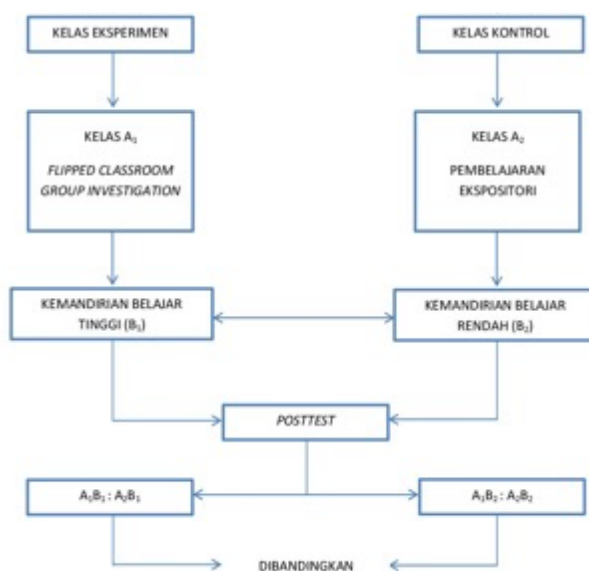 KELAS EKSPERIMEN
KELAS KONTROL
KELAS A₁
FLIPPED CLASSROOM
GROUP INVESTIGATION
KELAS A₂
PEMBELAJARAN
EKSPOSITORI
KEMANDIRIAN BELAJAR
TINGGI (B₁)
KEMANDIRIAN BELAJAR
RENDAH (B₂)
POSTTEST
A₁B₁ : A₂B₁
A₁B₂ : A₂B₂
DIBANDINGKAN